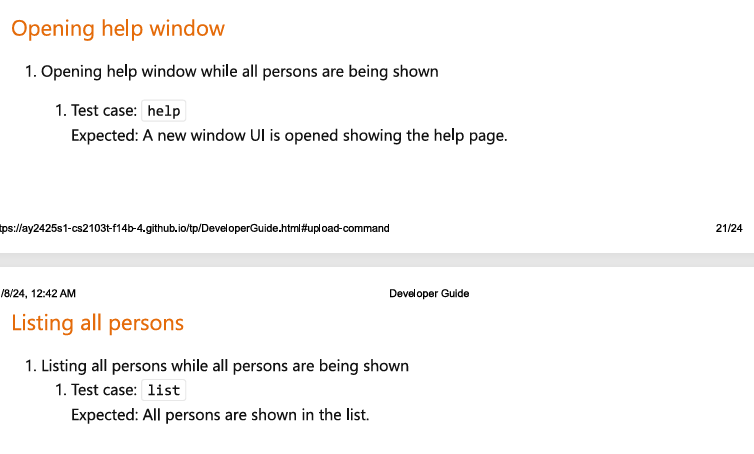 Opening help window
1. Opening help window while all persons are being shown
1. Test case: help
Expected: A new window UI is opened showing the help page.
tps://ay2425s1-cs2103t-f14b-4.github.io/tp/DeveloperGuide.html#upload-command 21/24
/8/24, 12:42 AM Developer Guide
Listing all persons
1. Listing all persons while all persons are being shown
1. Test case: list
Expected: All persons are shown in the list.